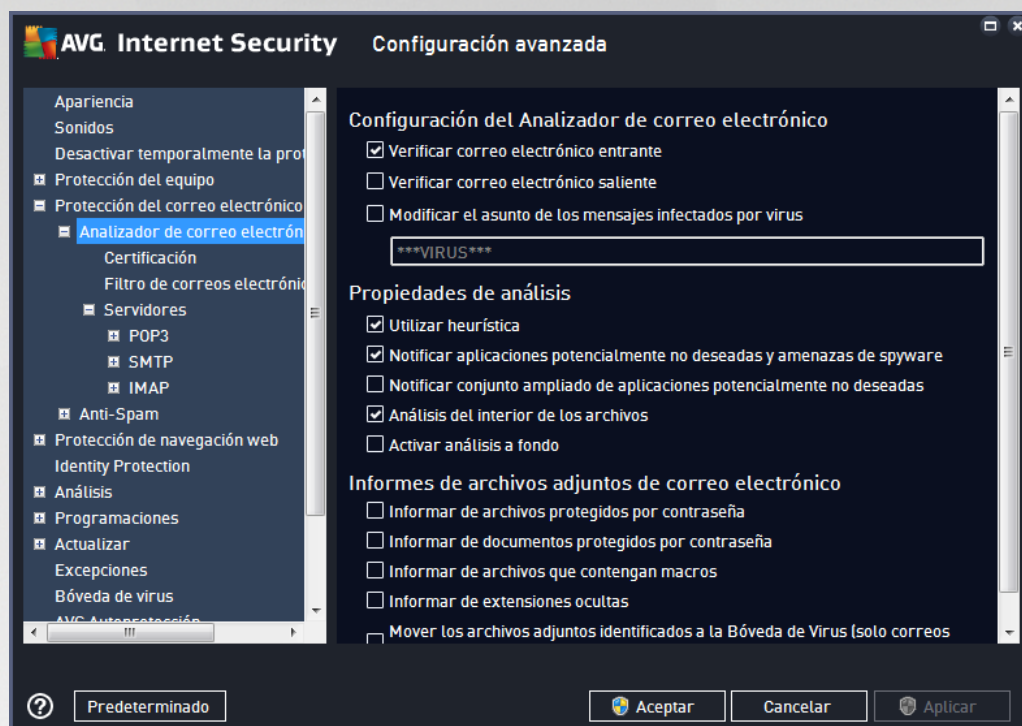 AVG. Internet Security Configuración avanzada
Apariencia
Sonidos
Desactivar temporalmente la
Protección del equipo
Protección del correo electrónico
Analizador de correo
Certificación
Filtro de correos
Servidores
POP3
SMTP
IMAP
Anti-Spam
Protección de navegación web
Identity Protection
Análisis
Programaciones
Actualizar
Excepciones
Bóveda de virus
AVG Autoprotección
Configuración del Analizador de correo electrónico
Verificar correo electrónico entrante
Verificar correo electrónico saliente
Modificar el asunto de los mensajes infectados por virus
***VIRUS***
Propiedades de análisis
Utilizar heurística
Notificar aplicaciones potencialmente no deseadas y amenazas de spyware
Notificar conjunto ampliado de aplicaciones potencialmente no deseadas
Análisis del interior de los archivos
Activar análisis a fondo
Informes de archivos adjuntos de correo electrónico
Informar de archivos protegidos por contraseña
Informar de documentos protegidos por contraseña
Informar de archivos que contengan macros
Informar de extensiones ocultas
Mover los archivos adjuntos identificados a la Bóveda de Virus (solo correos
Predeterminado
Aceptar
Cancelar
Aplicar